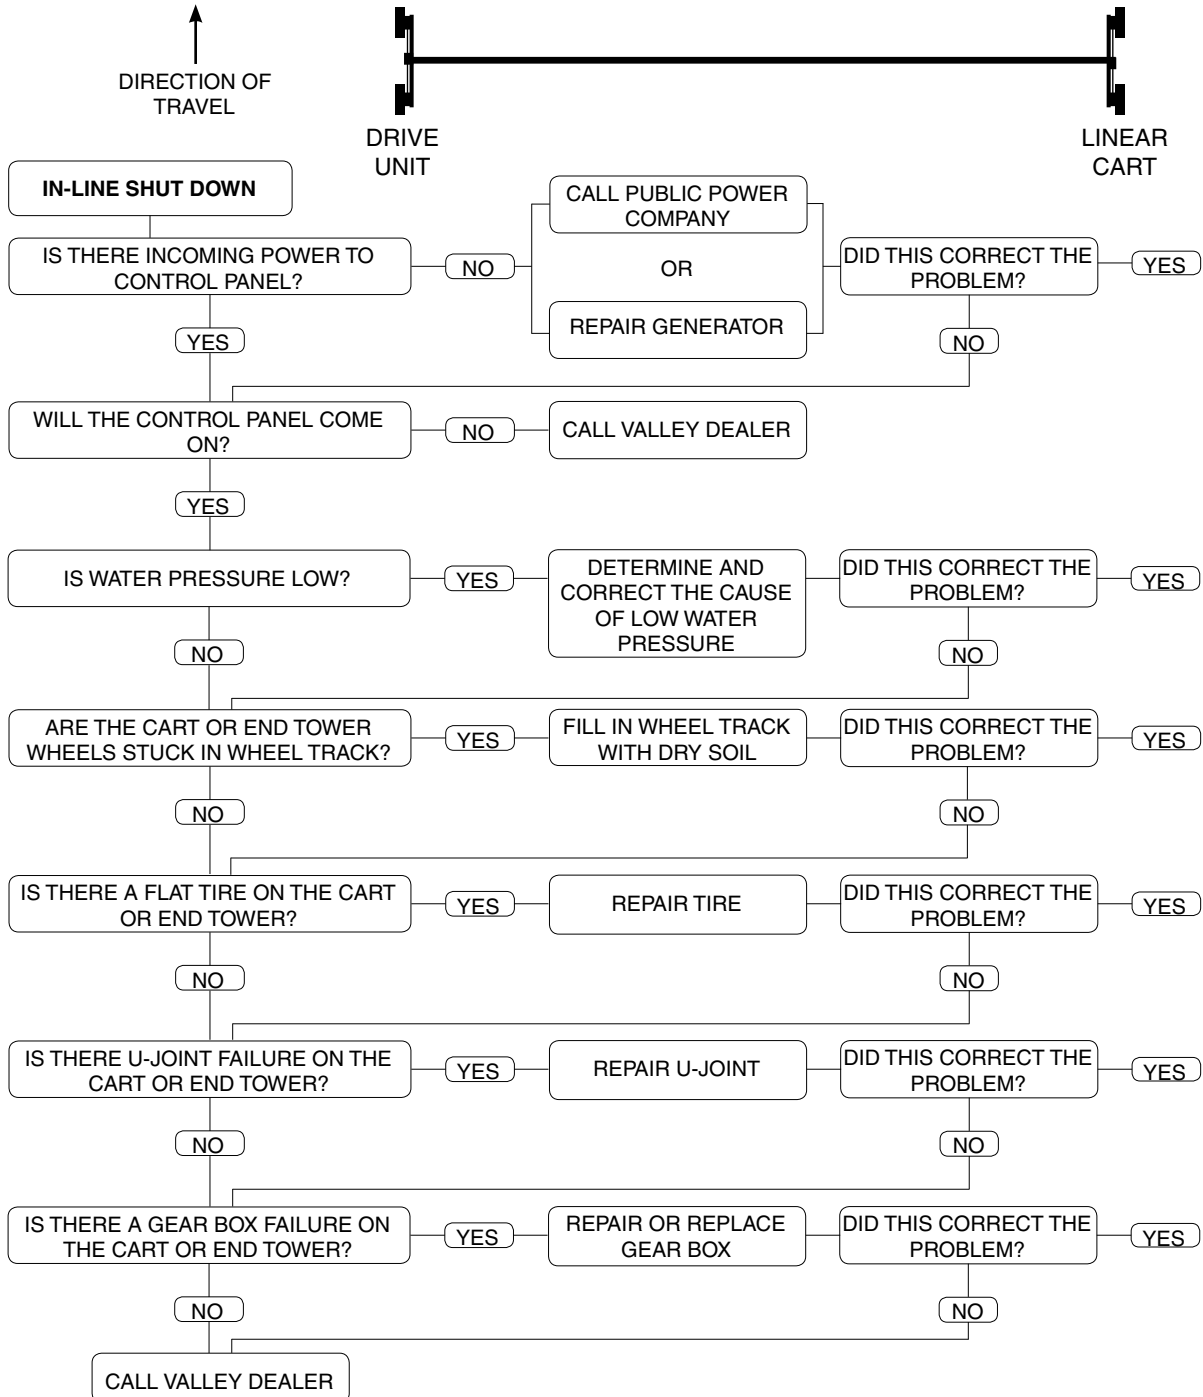 DIRECTION OF
TRAVEL
DRIVE
UNIT
LINEAR
CART
IN-LINE SHUT DOWN
IS THERE INCOMING POWER TO
CONTROL PANEL?
NO
CALL PUBLIC POWER
COMPANY
OR
REPAIR GENERATOR
DID THIS CORRECT THE
PROBLEM?
YES
YES
NO
WILL THE CONTROL PANEL COME
ON?
NO
CALL VALLEY DEALER
YES
IS WATER PRESSURE LOW?
YES
DETERMINE AND
CORRECT THE CAUSE
OF LOW WATER
PRESSURE
DID THIS CORRECT THE
PROBLEM?
YES
NO
NO
ARE THE CART OR END TOWER
WHEELS STUCK IN WHEEL TRACK?
YES
FILL IN WHEEL TRACK
WITH DRY SOIL
DID THIS CORRECT THE
PROBLEM?
YES
NO
NO
IS THERE A FLAT TIRE ON THE CART
OR END TOWER?
YES
REPAIR TIRE
DID THIS CORRECT THE
PROBLEM?
YES
NO
NO
IS THERE U-JOINT FAILURE ON THE
CART OR END TOWER?
YES
REPAIR U-JOINT
DID THIS CORRECT THE
PROBLEM?
YES
NO
NO
IS THERE A GEAR BOX FAILURE ON
THE CART OR END TOWER?
YES
REPAIR OR REPLACE
GEAR BOX
DID THIS CORRECT THE
PROBLEM?
YES
NO
NO
CALL VALLEY DEALER